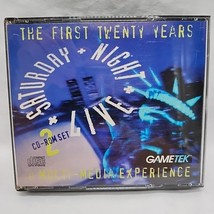 THE FIRST TWENTY YEARS
SATURDAY • NIGHT
• LIVE •
2
CD-ROM SET
GAMETEK
MULTI-MEDIA EXPERIENCE